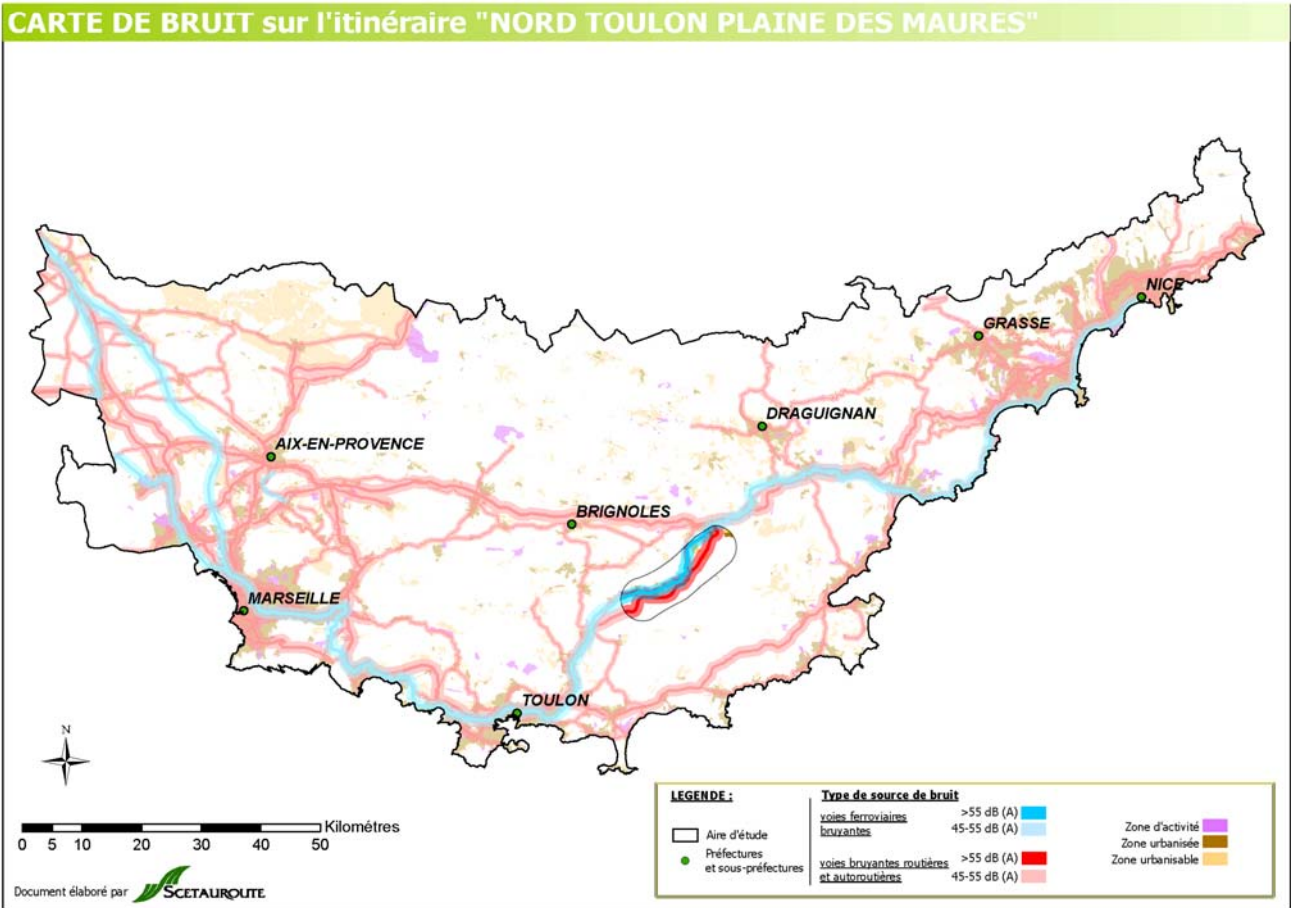 CARTE DE BRUIT sur l'itinéraire "NORD TOULON PLAINE DES MAURES"
NICE
GRASSE
DRAGUIGNAN
AIX-EN-PROVENCE
BRIGNOLES
MARSEILLE
TOULON
N
Kilométres
0 5 10 20 30 40 50
Document élaboré par SCETAUROUTE
LEGENDE :
Aire d'étude
Préfectures
et sous-préfectures
Type de source de bruit
voies ferroviaires >55 dB (A)
bruyantes 45-55 dB (A)
voies bruyantes routières >55 dB (A)
et autoroutières 45-55 dB (A)
Zone d'activité
Zone urbanisée
Zone urbanisable